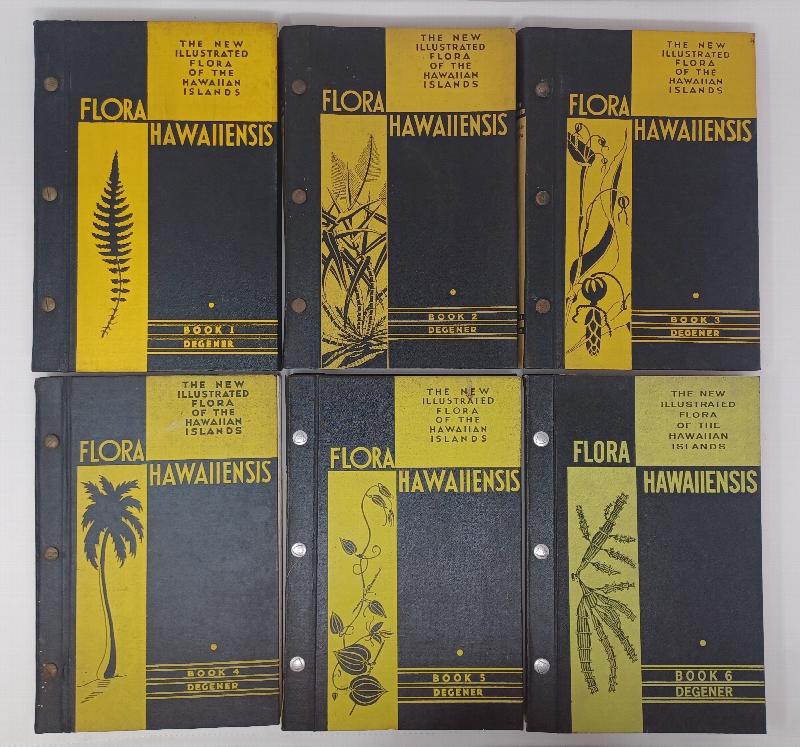 THE NEW
ILLUSTRATED
FLORA
OF THE
HAWAIIAN
ISLANDS
FLORA
HAWAIIENSIS
BOOK 1
DEGENER
THE NEW
ILLUSTRATED
FLORA
OF THE
HAWAIIAN
ISLANDS
FLORA
HAWAIIENSIS
BOOK 2
DEGENER
THE NEW
ILLUSTRATED
FLORA
OF THE
HAWAIIAN
ISLANDS
FLORA
HAWAIIENSIS
BOOK 3
DEGENER
THE NEW
ILLUSTRATED
FLORA
OF THE
HAWAIIAN
ISLANDS
FLORA
HAWAIIENSIS
BOOK 4
DEGENER
THE NEW
ILLUSTRATED
FLORA
OF THE
HAWAIIAN
ISLANDS
FLORA
HAWAIIENSIS
BOOK 5
DEGENER
THE NEW
ILLUSTRATED
FLORA
OF THE
HAWAIIAN
ISLANDS
FLORA
HAWAIIENSIS
BOOK 6
DEGENER